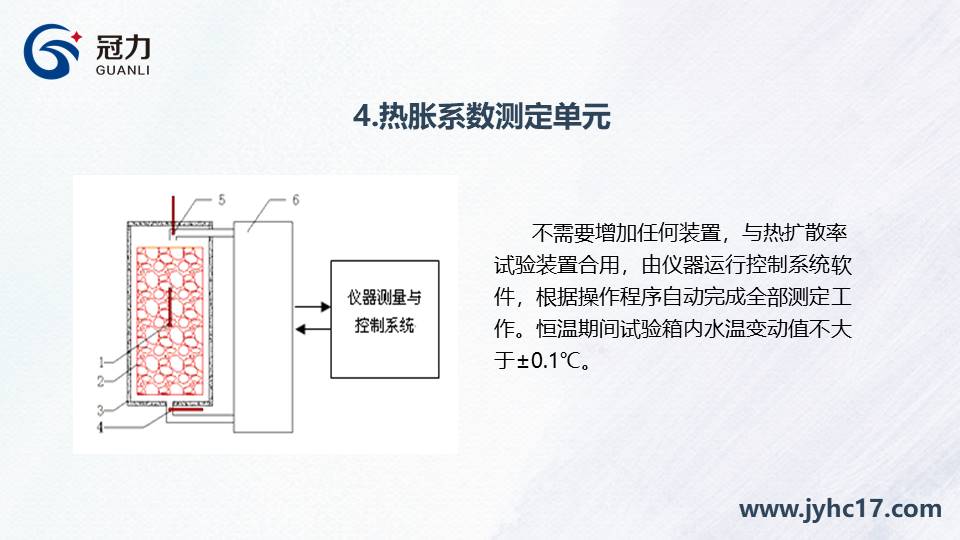 冠力
GUANLI
4.热胀系数测定单元
5
6
仪器测量与
控制系统
1
2
3
4
不需要增加任何装置，与热扩散率
试验装置合用，由仪器运行控制系统软
件，根据操作程序自动完成全部测定工
作。恒温期间试验箱内水温变动值不大
于±0.1℃。
www.jyhc17.com